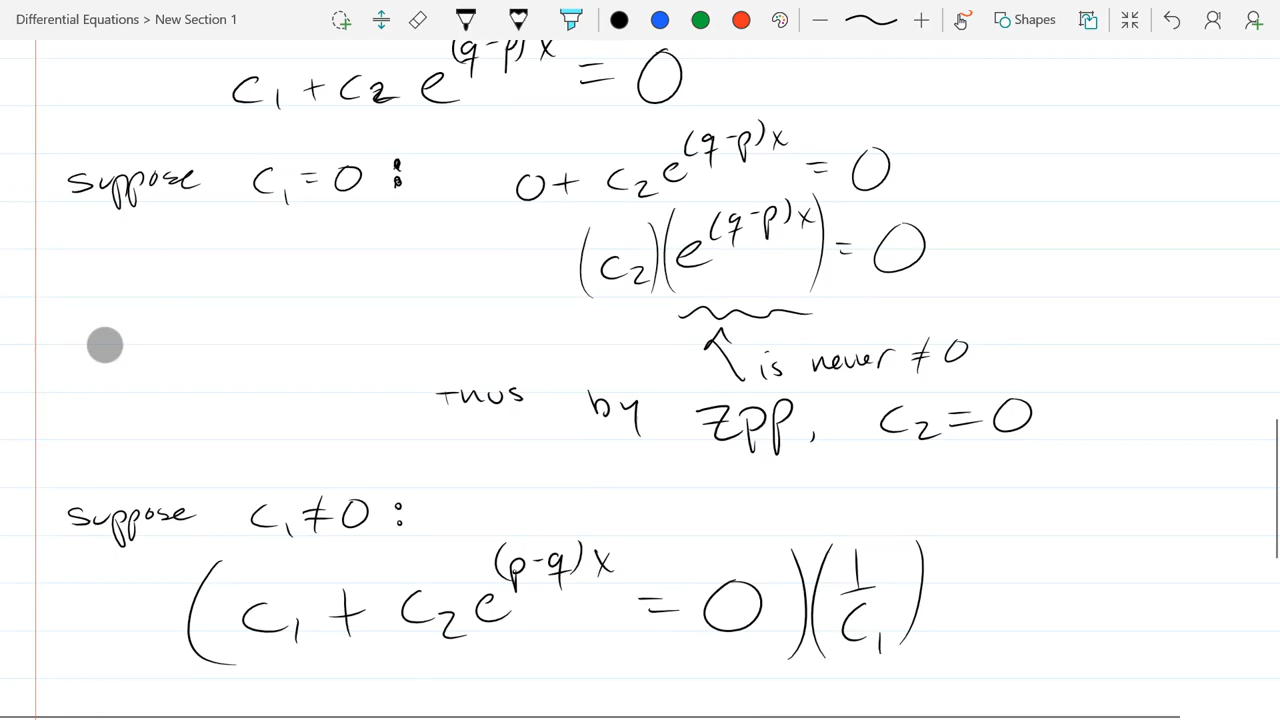 Differential Equations > New Section 1
Shapes
c₁ + c₂ e^(q-p)x = 0
suppose c₁ = 0 : 0 + c₂ e^(q-p)x = 0
(c₂)(e^(q-p)x) = 0
is never ≠ 0
Thus by ZPP, c₂ = 0
suppose c₁ ≠ 0 :
(c₁ + c₂ e^(p-q)x = 0)(1/c₁)